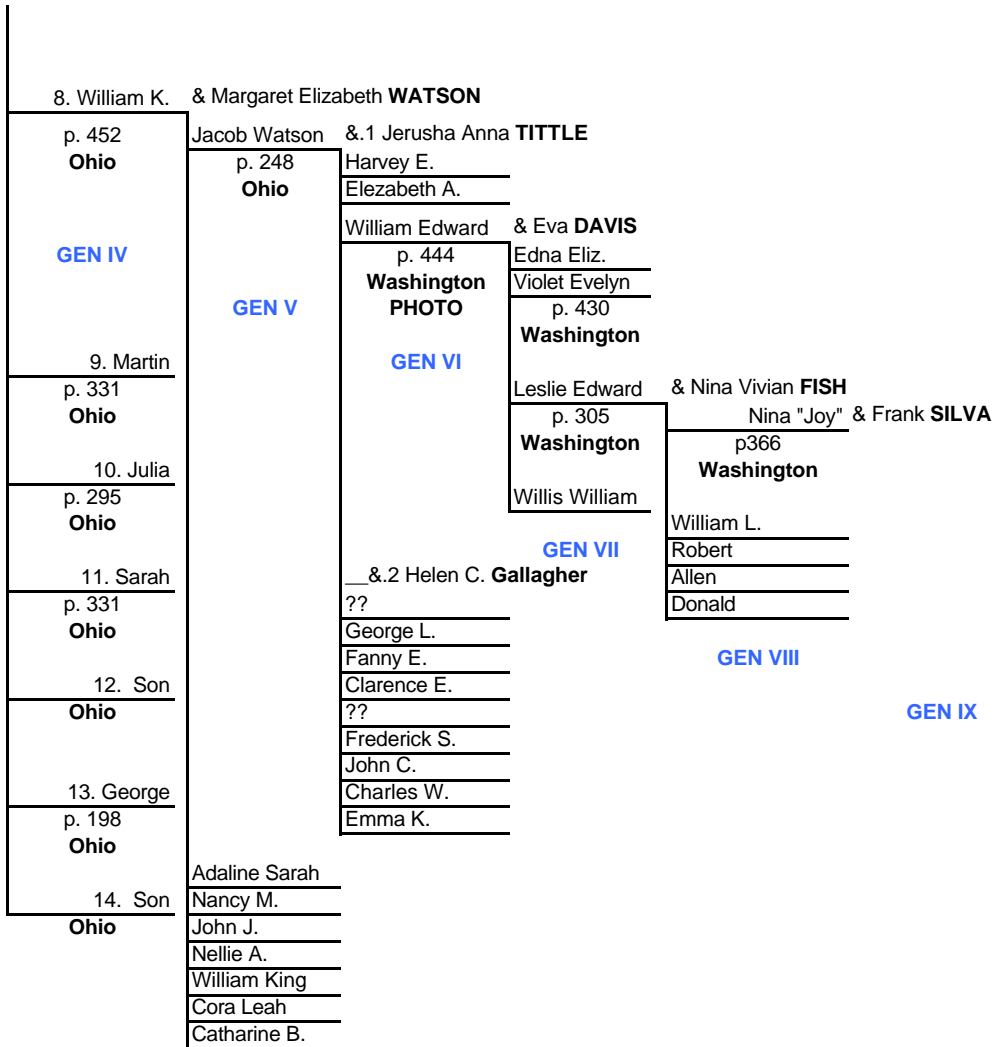 8. William K. & Margaret Elizabeth WATSON
p. 452 Jacob Watson &.1 Jerusha Anna TITTLE
Ohio p. 248 Harvey E.
Ohio Elezabeth A.
William Edward & Eva DAVIS
GEN IV p. 444 Edna Eliz.
Washington Violet Evelyn
GEN V PHOTO p. 430
Washington
9. Martin GEN VI
p. 331 Leslie Edward & Nina Vivian FISH
Ohio p. 305 Nina "Joy" & Frank SILVA
Washington p366
10. Julia Washington
p. 295 Willis William
Ohio William L.
GEN VII Robert
11. Sarah __&.2 Helen C. Gallagher Allen
p. 331 ?? Donald
Ohio George L.
Fanny E. GEN VIII
12. Son Clarence E.
Ohio ?? GEN IX
Frederick S.
John C.
13. George Charles W.
p. 198 Emma K.
Ohio
Adaline Sarah
14. Son Nancy M.
Ohio John J.
Nellie A.
William King
Cora Leah
Catharine B.